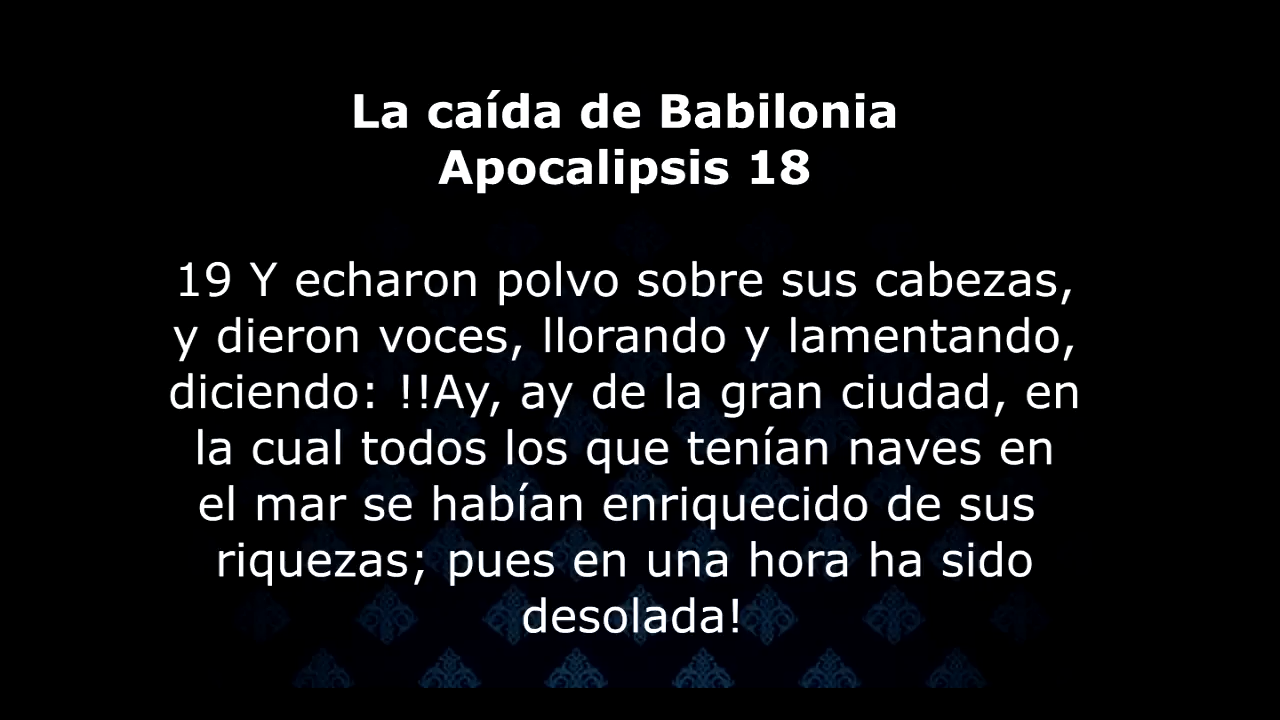 La caída de Babilonia
Apocalipsis 18
19 Y echaron polvo sobre sus cabezas,
y dieron voces, llorando y lamentando,
diciendo: !!Ay, ay de la gran ciudad, en
la cual todos los que tenían naves en
el mar se habían enriquecido de sus
riquezas; pues en una hora ha sido
desolada!